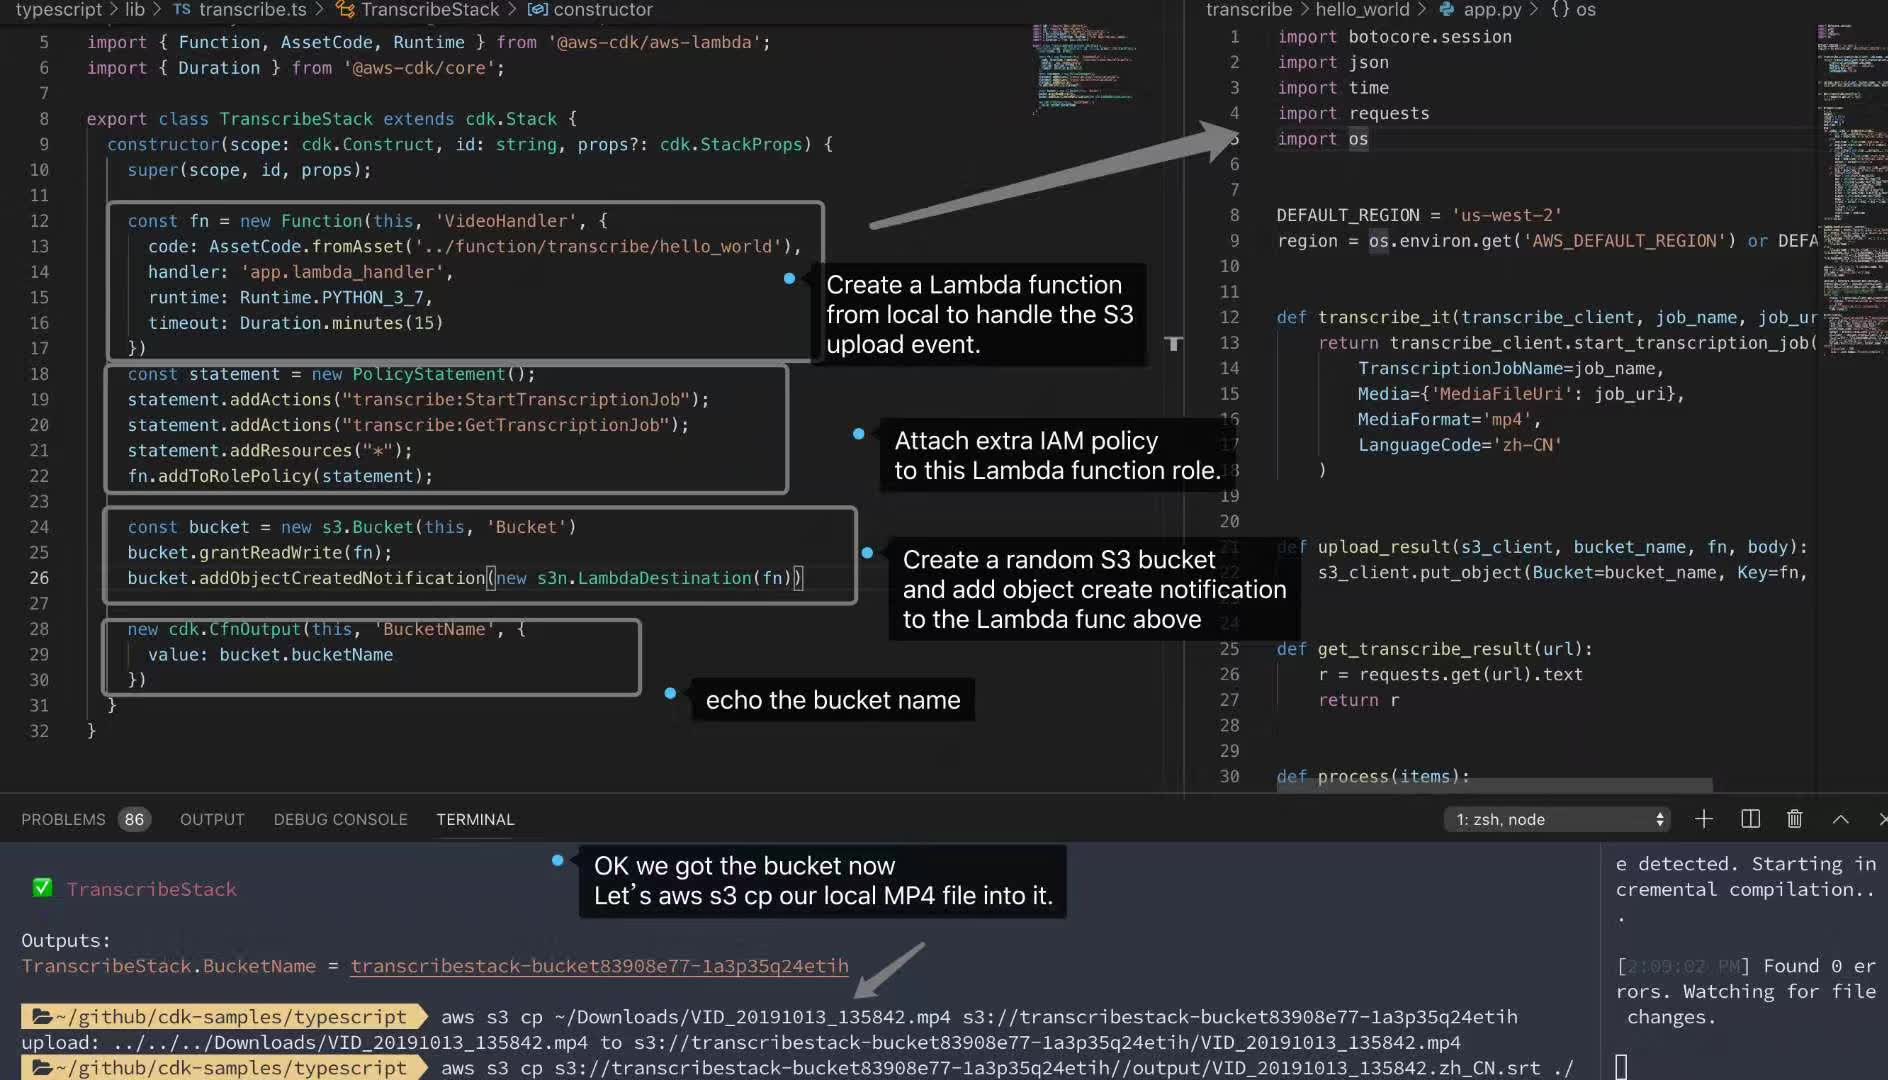 typescript > lib > TS transcribe.ts > TranscribeStack > constructor
5 import { Function, AssetCode, Runtime } from '@aws-cdk/aws-lambda';
6 import { Duration } from '@aws-cdk/core';
7
8 export class TranscribeStack extends cdk.Stack {
9 constructor(scope: cdk.Construct, id: string, props?: cdk.StackProps) {
10 super(scope, id, props);
11
12 const fn = new Function(this, 'VideoHandler', {
13 code: AssetCode.fromAsset('../function/transcribe/hello_world'),
14 handler: 'app.lambda_handler',
15 runtime: Runtime.PYTHON_3_7,
16 timeout: Duration.minutes(15)
17 })
18 const statement = new PolicyStatement();
19 statement.addActions("transcribe:StartTranscriptionJob");
20 statement.addActions("transcribe:GetTranscriptionJob");
21 statement.addResources("*");
22 fn.addToRolePolicy(statement);
23
24 const bucket = new s3.Bucket(this, 'Bucket')
25 bucket.grantReadWrite(fn);
26 bucket.addObjectCreatedNotification(new s3n.LambdaDestination(fn))
27
28 new cdk.CfnOutput(this, 'BucketName', {
29 value: bucket.bucketName
30 })
31 }
32 }
Create a Lambda function
from local to handle the S3
upload event.
Attach extra IAM policy
to this Lambda function role.
Create a random S3 bucket
and add object create notification
to the Lambda func above
echo the bucket name
transcribe > hello_world > app.py > {} os
1 import botocore.session
2 import json
3 import time
4 import requests
5 import os
6
7
8 DEFAULT_REGION = 'us-west-2'
9 region = os.environ.get('AWS_DEFAULT_REGION') or DEFA
10
11
12 def transcribe_it(transcribe_client, job_name, job_ur
13 return transcribe_client.start_transcription_job(
14 TranscriptionJobName=job_name,
15 Media={'MediaFileUri': job_uri},
16 MediaFormat='mp4',
17 LanguageCode='zh-CN'
18 )
19
20
21 def upload_result(s3_client, bucket_name, fn, body):
22 s3_client.put_object(Bucket=bucket_name, Key=fn,
24
25 def get_transcribe_result(url):
26 r = requests.get(url).text
27 return r
28
29
30 def process(items):
PROBLEMS 86 OUTPUT DEBUG CONSOLE TERMINAL 1: zsh, node
OK we got the bucket now
Let's aws s3 cp our local MP4 file into it.
✅ TranscribeStack
Outputs:
TranscribeStack.BucketName = transcribestack-bucket83908e77-1a3p35q24etih
~/github/cdk-samples/typescript aws s3 cp ~/Downloads/VID_20191013_135842.mp4 s3://transcribestack-bucket83908e77-1a3p35q24etih
upload: ../../../Downloads/VID_20191013_135842.mp4 to s3://transcribestack-bucket83908e77-1a3p35q24etih/VID_20191013_135842.mp4
~/github/cdk-samples/typescript aws s3 cp s3://transcribestack-bucket83908e77-1a3p35q24etih//output/VID_20191013_135842.zh_CN.srt ./
e detected. Starting in
cremental compilation..
.
[2:09:02 PM] Found 0 er
rors. Watching for file
changes.